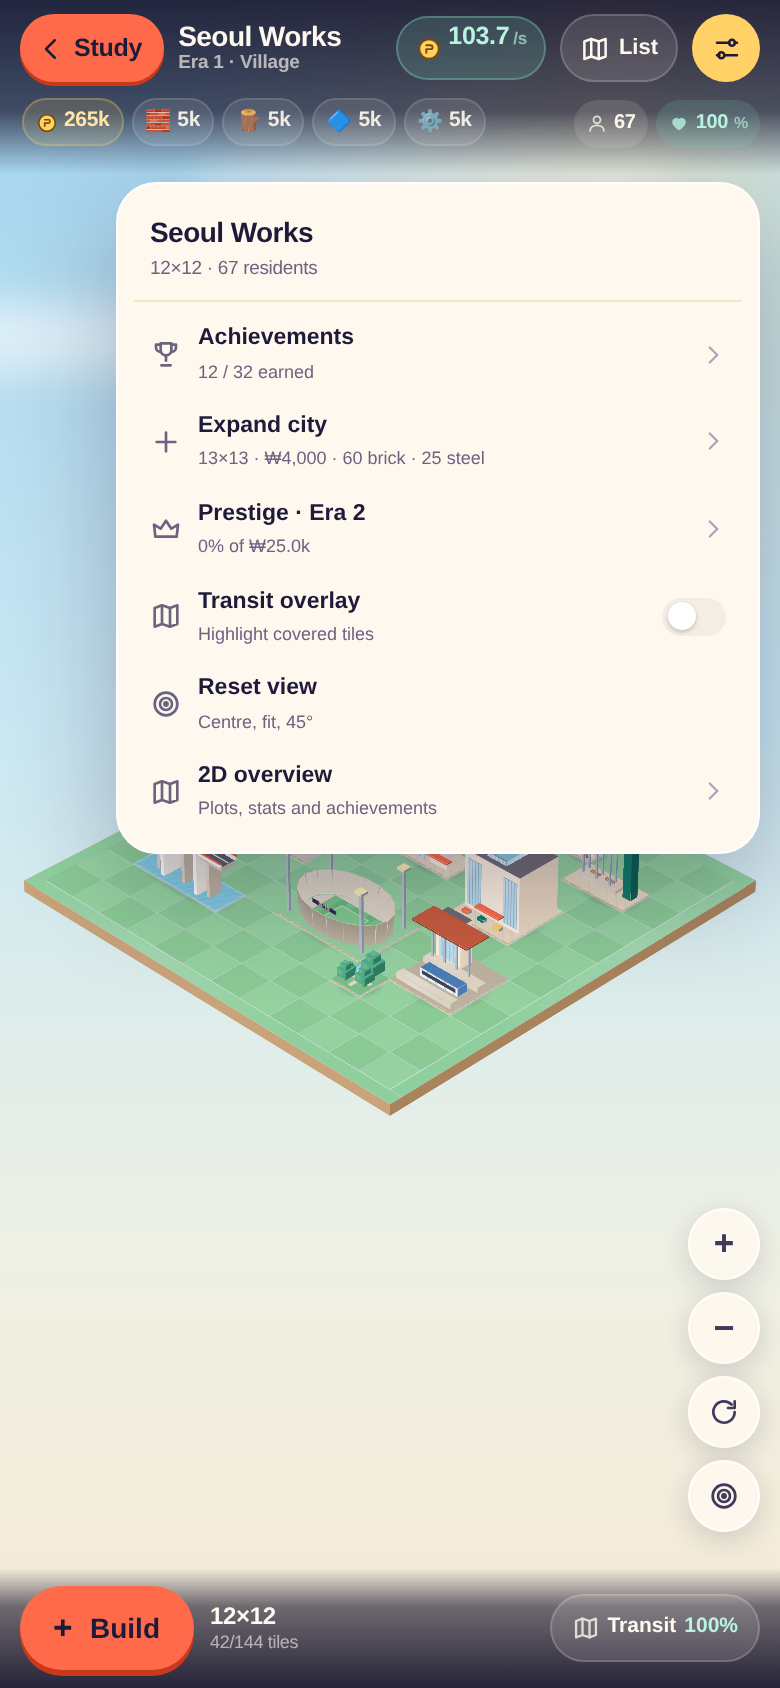 Study
Seoul Works
Era 1 · Village
103.7 /s
List
265k
5k
5k
5k
5k
67
100 %
Seoul Works
12×12 · 67 residents
Achievements
12 / 32 earned
Expand city
13×13 · ₩4,000 · 60 brick · 25 steel
Prestige · Era 2
0% of ₩25.0k
Transit overlay
Highlight covered tiles
Reset view
Centre, fit, 45°
2D overview
Plots, stats and achievements
+
−
+ Build
12×12
42/144 tiles
Transit 100%